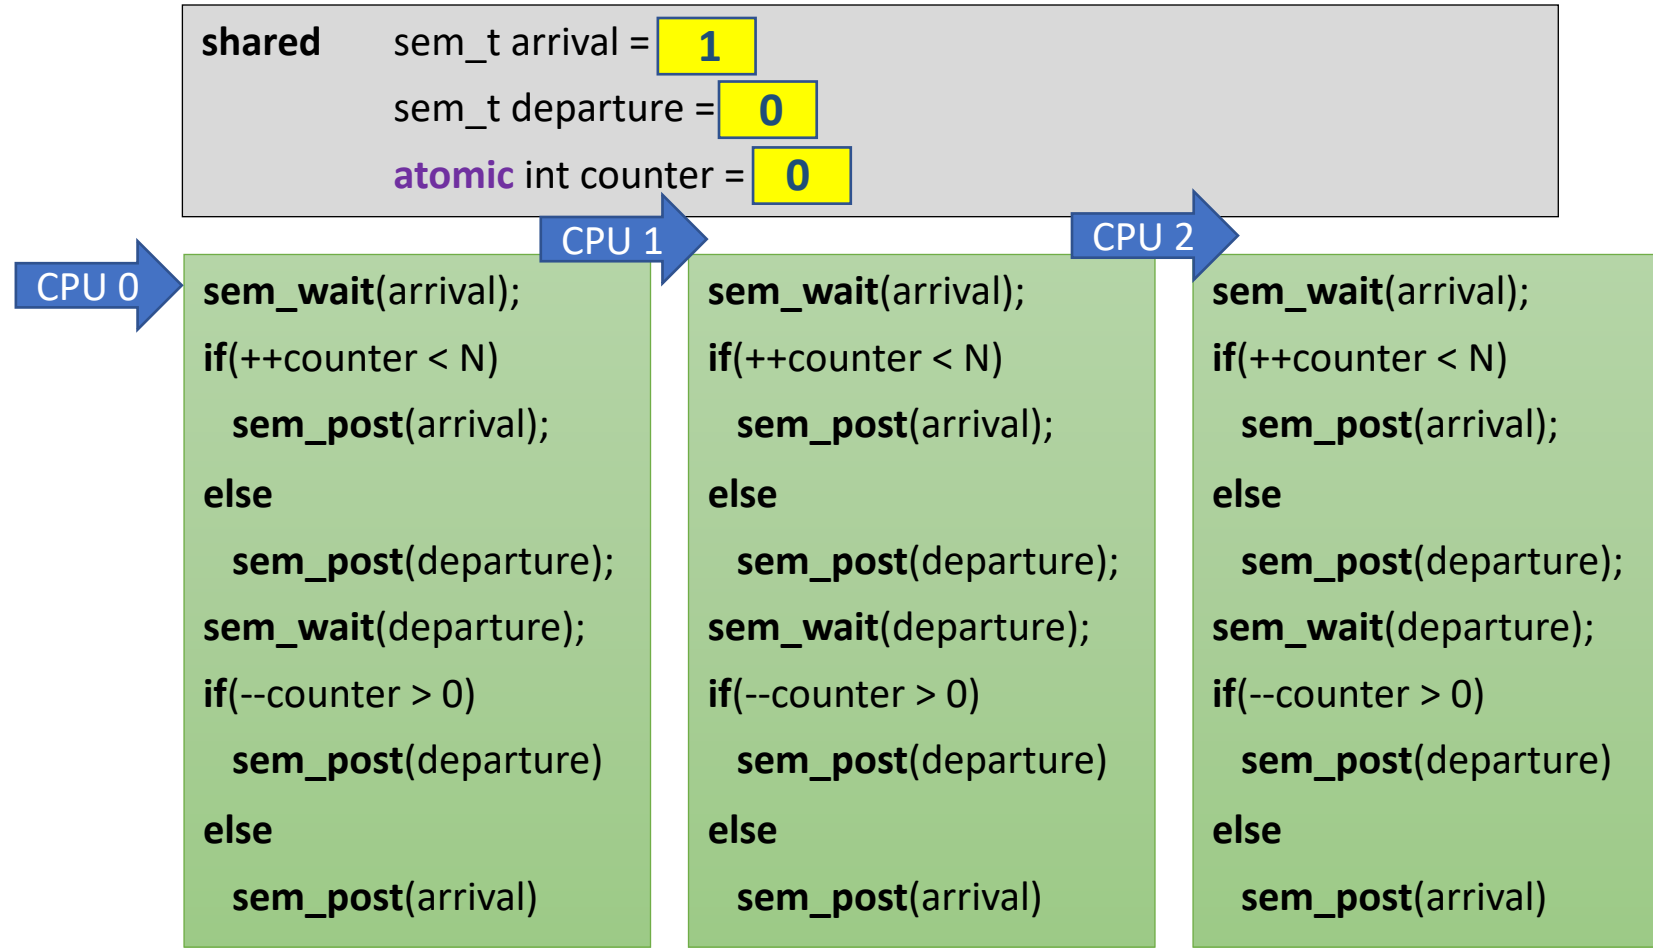 shared sem_t arrival = 1
sem_t departure = 0
atomic int counter = 0
CPU 0
CPU 1
CPU 2
sem_wait(arrival);
if(++counter < N)
sem_post(arrival);
else
sem_post(departure);
sem_wait(departure);
if(--counter > 0)
sem_post(departure)
else
sem_post(arrival)
sem_wait(arrival);
if(++counter < N)
sem_post(arrival);
else
sem_post(departure);
sem_wait(departure);
if(--counter > 0)
sem_post(departure)
else
sem_post(arrival)
sem_wait(arrival);
if(++counter < N)
sem_post(arrival);
else
sem_post(departure);
sem_wait(departure);
if(--counter > 0)
sem_post(departure)
else
sem_post(arrival)